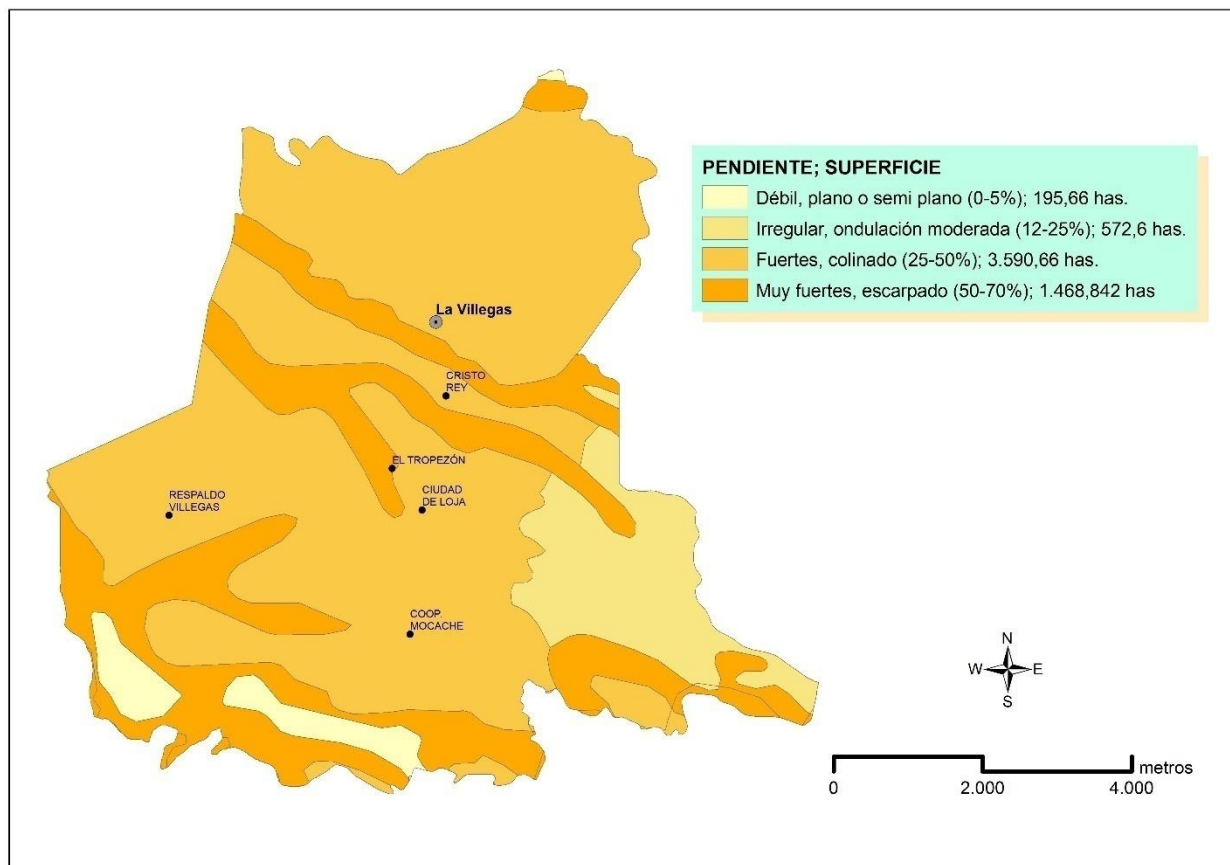 PENDIENTE; SUPERFICIE
Débil, plano o semi plano (0-5%); 195,66 has.
Irregular, ondulación moderada (12-25%); 572,6 has.
Fuertes, colinado (25-50%); 3.590,66 has.
Muy fuertes, escarpado (50-70%); 1.468,842 has
La Villegas
CRISTO
REY
EL TROPEZÓN
CIUDAD
DE LOJA
RESPALDO
VILLEGAS
COOP.
MOCACHE
N
W E
S
metros
0 2.000 4.000